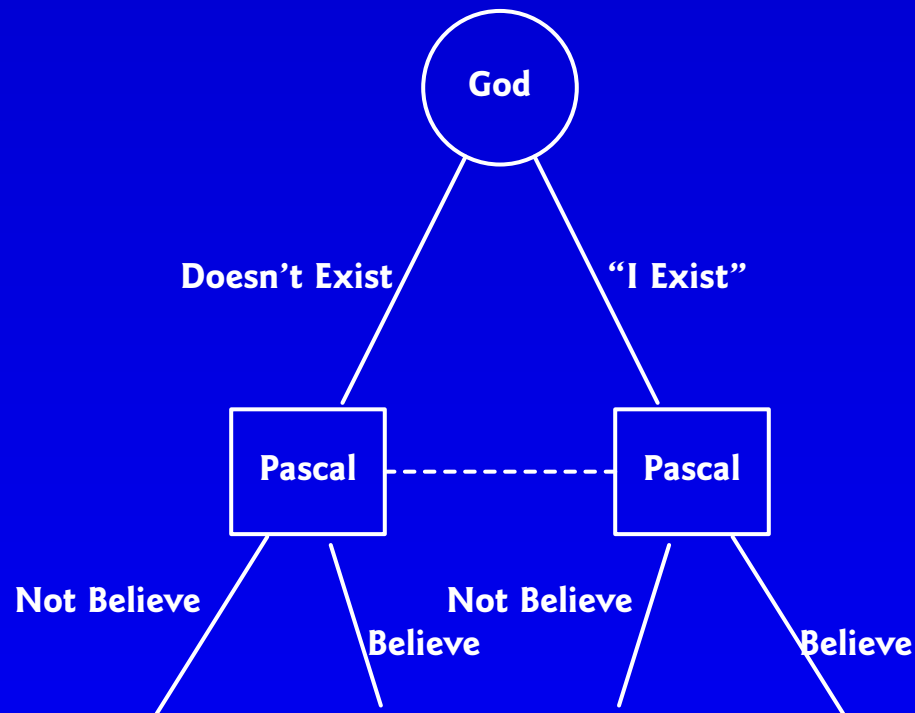 God
Doesn’t Exist
“I Exist”
Pascal
Pascal
Not Believe
Believe
Not Believe
Believe